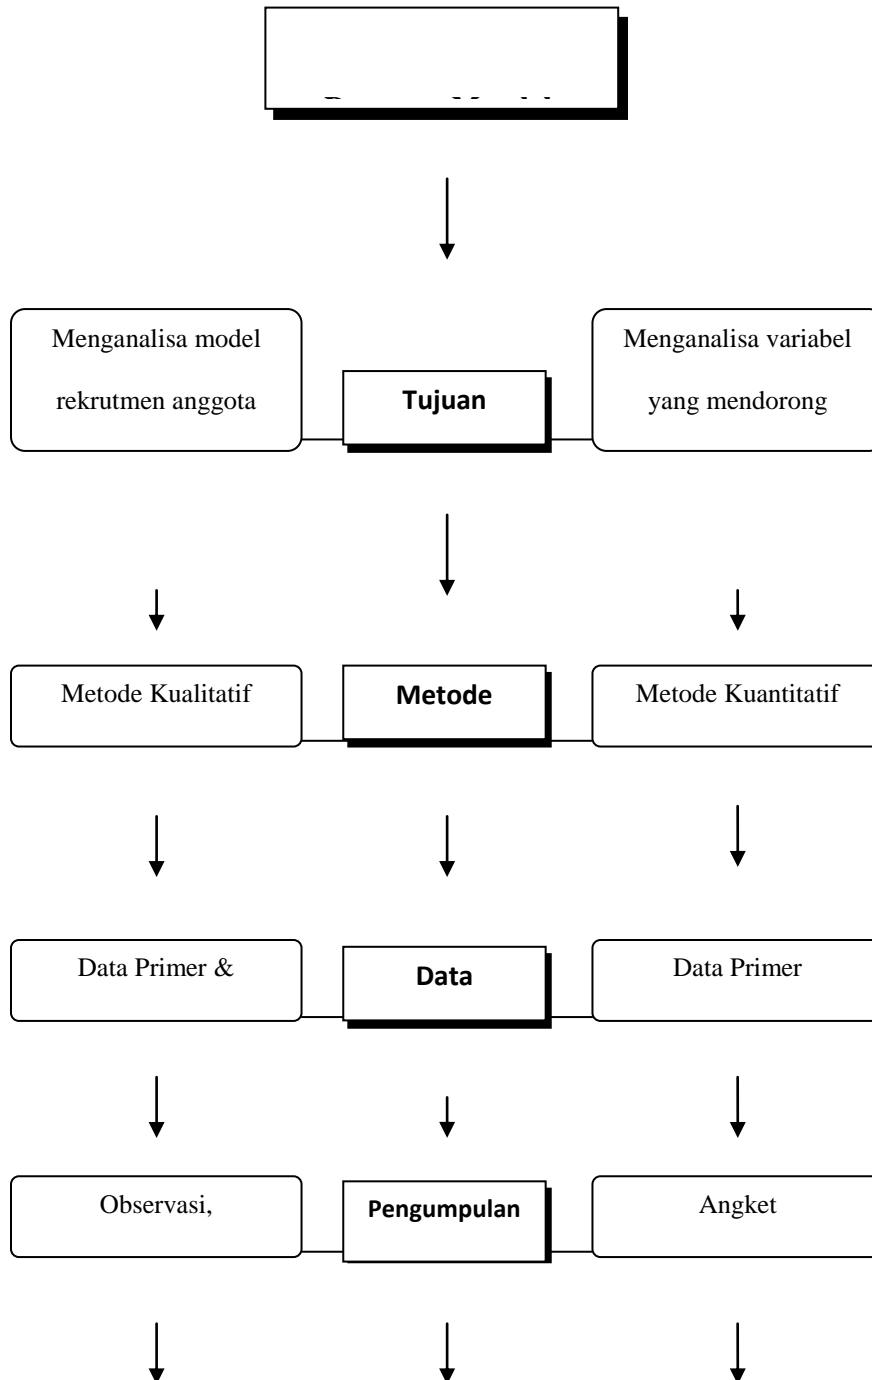 Menganalisa model
rekrutmen anggota
Tujuan
Menganalisa variabel
yang mendorong
Metode Kualitatif
Metode
Metode Kuantitatif
Data Primer &
Data
Data Primer
Observasi,
Pengumpulan
Angket